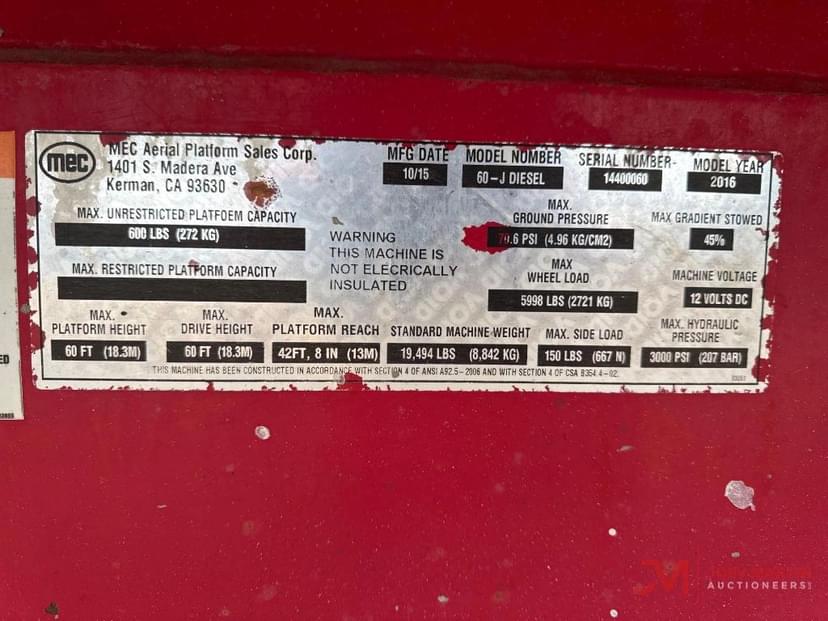 mec
MEC Aerial Platform Sales Corp.
1401 S. Madera Ave
Kerman, CA 93630
MFG DATE
10/15
MODEL NUMBER
60-J DIESEL
SERIAL NUMBER-
14400060
MODEL YEAR
2016
MAX. UNRESTRICTED PLATFOEM CAPACITY
600 LBS (272 KG)
MAX. RESTRICTED PLATFORM CAPACITY
WARNING
THIS MACHINE IS
NOT ELECRICALLY
INSULATED
MAX.
GROUND PRESSURE
.6 PSI (4.96 KG/CM2)
MAX GRADIENT STOWED
45%
MAX
WHEEL LOAD
5998 LBS (2721 KG)
MACHINE VOLTAGE
12 VOLTS DC
MAX.
PLATFORM HEIGHT
60 FT (18.3M)
MAX.
DRIVE HEIGHT
60 FT (18.3M)
MAX.
PLATFORM REACH
42FT, 8 IN (13M)
STANDARD MACHINE WEIGHT
19,494 LBS (8,842 KG)
MAX. SIDE LOAD
150 LBS (667 N)
MAX. HYDRAULIC
PRESSURE
3000 PSI (207 BAR)
THIS MACHINE HAS BEEN CONSTRUCTED IN ACCORDANCE WITH SECTION 4 OF ANSI A92.5-2006 AND WITH SECTION 4 OF CSA B354.4-02.
ED
AUCTIONEERS